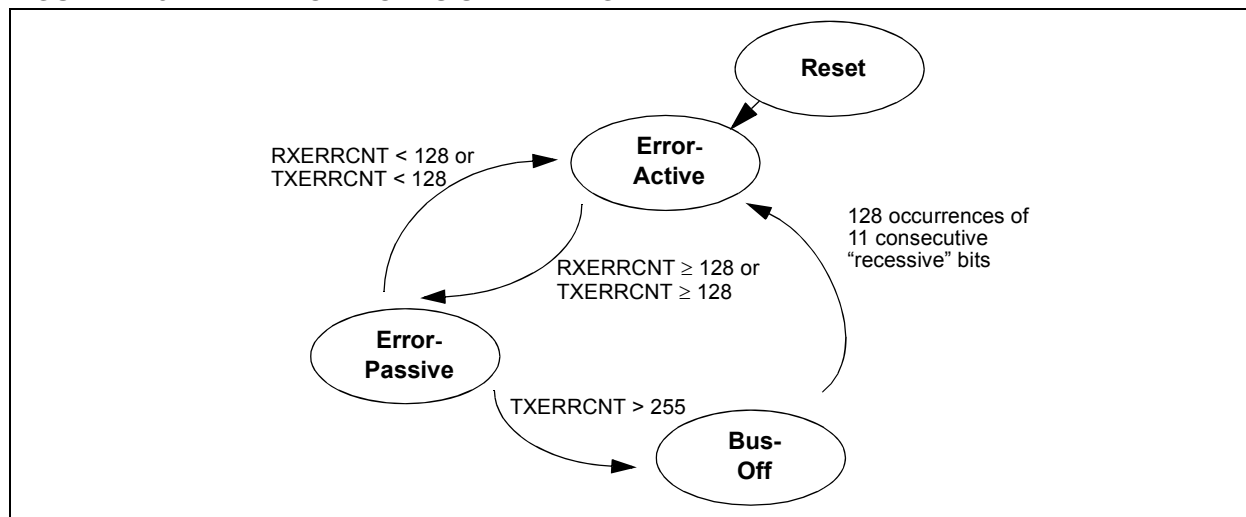 Reset
Error-
Active
RXERRCNT < 128 or
TXERRCNT < 128
128 occurrences of
11 consecutive
“recessive” bits
RXERRCNT ≥ 128 or
TXERRCNT ≥ 128
Error-
Passive
TXERRCNT > 255
Bus-
Off